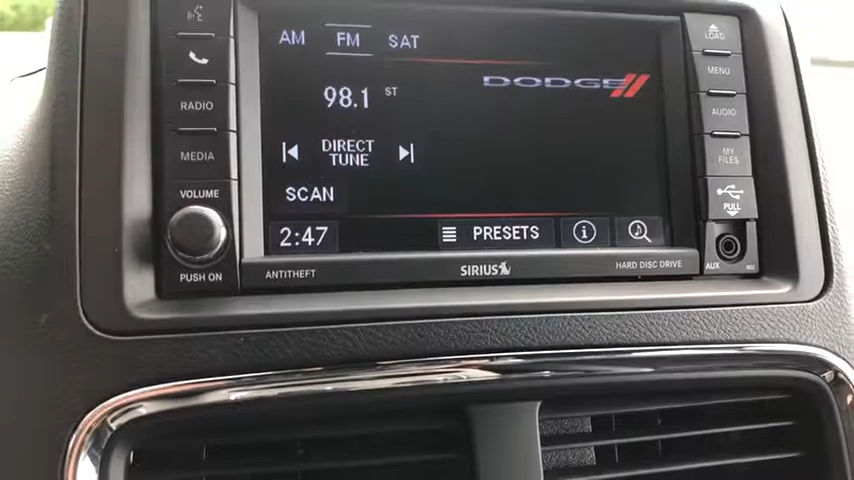 AM FM SAT
LOAD
MENU
DODGE
RADIO
98.1 ST
AUDIO
MEDIA
DIRECT
TUNE
MY
FILES
SCAN
VOLUME
PULL
2:47
PRESETS
PUSH ON
ANTITHEFT
SIRIUS
HARD DISC DRIVE
AUX